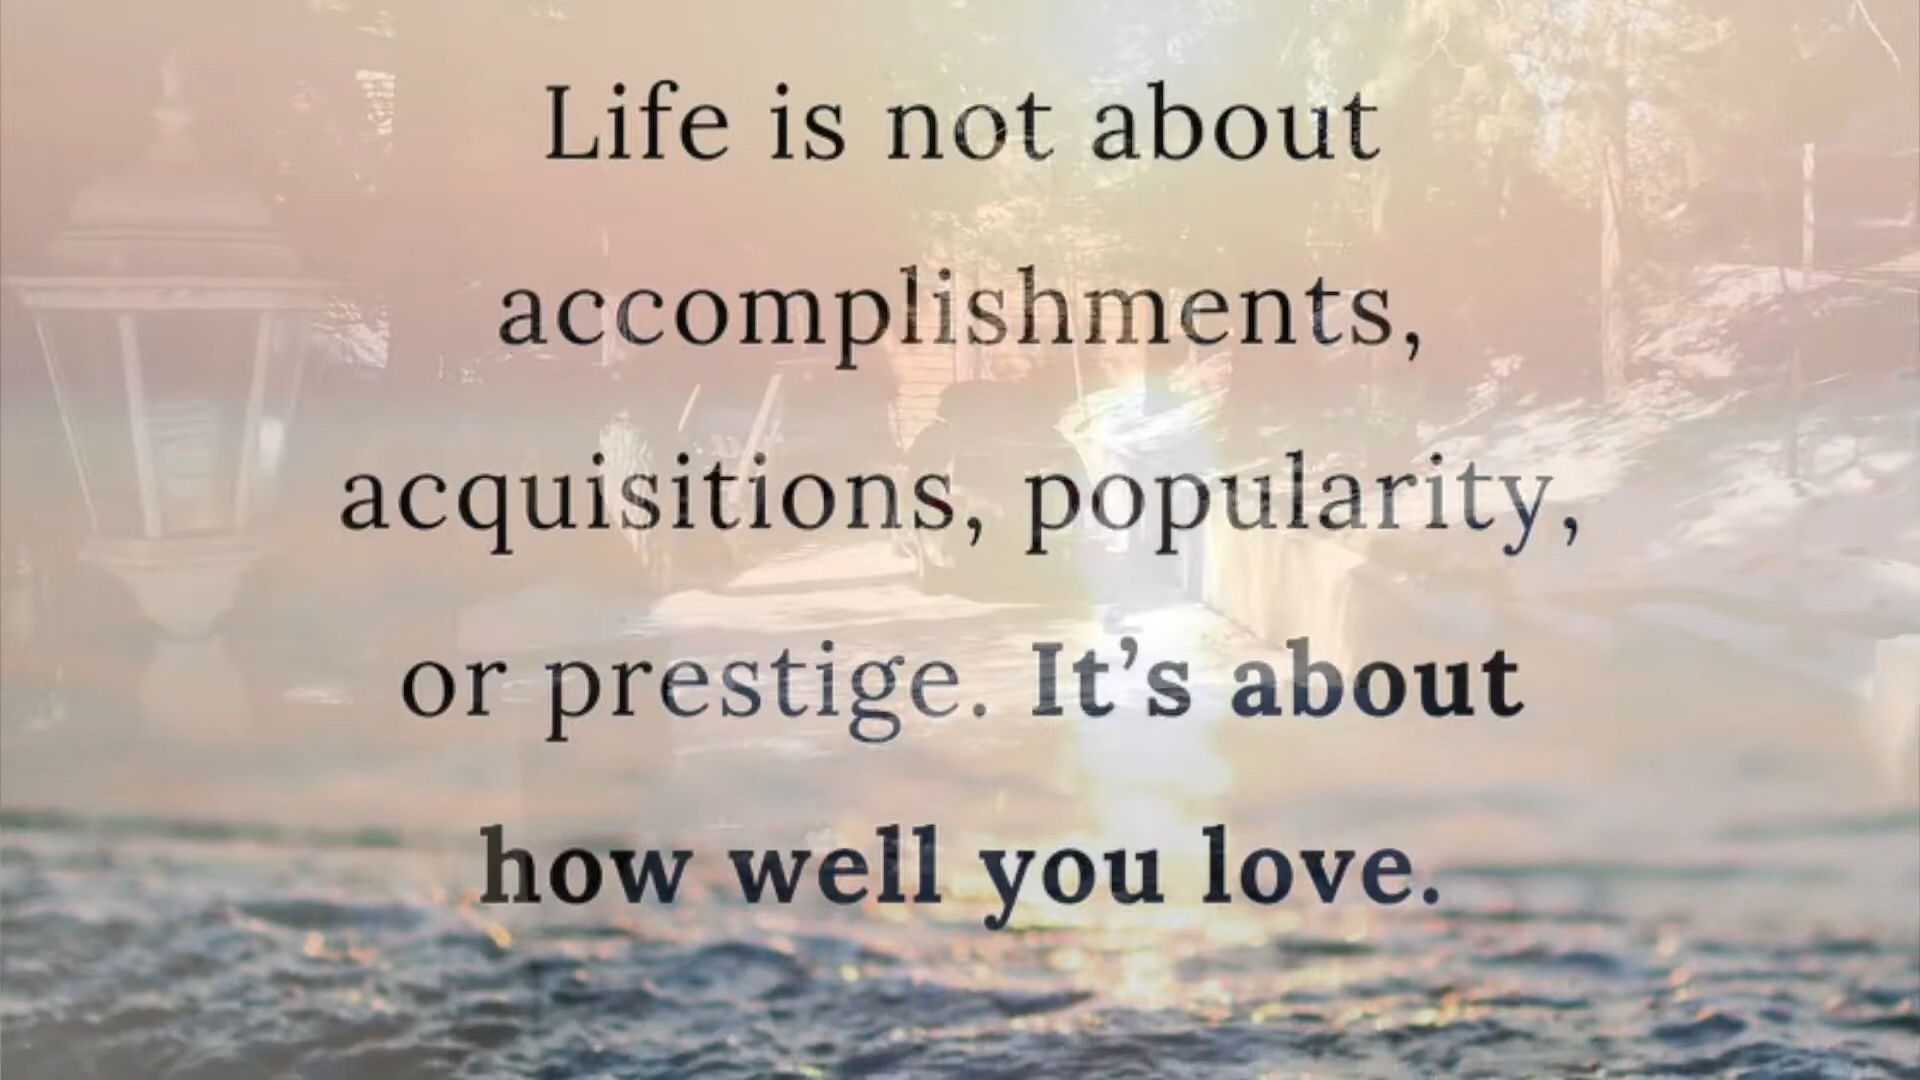 Life is not about
accomplishments,
acquisitions, popularity,
or prestige. It’s about
how well you love.